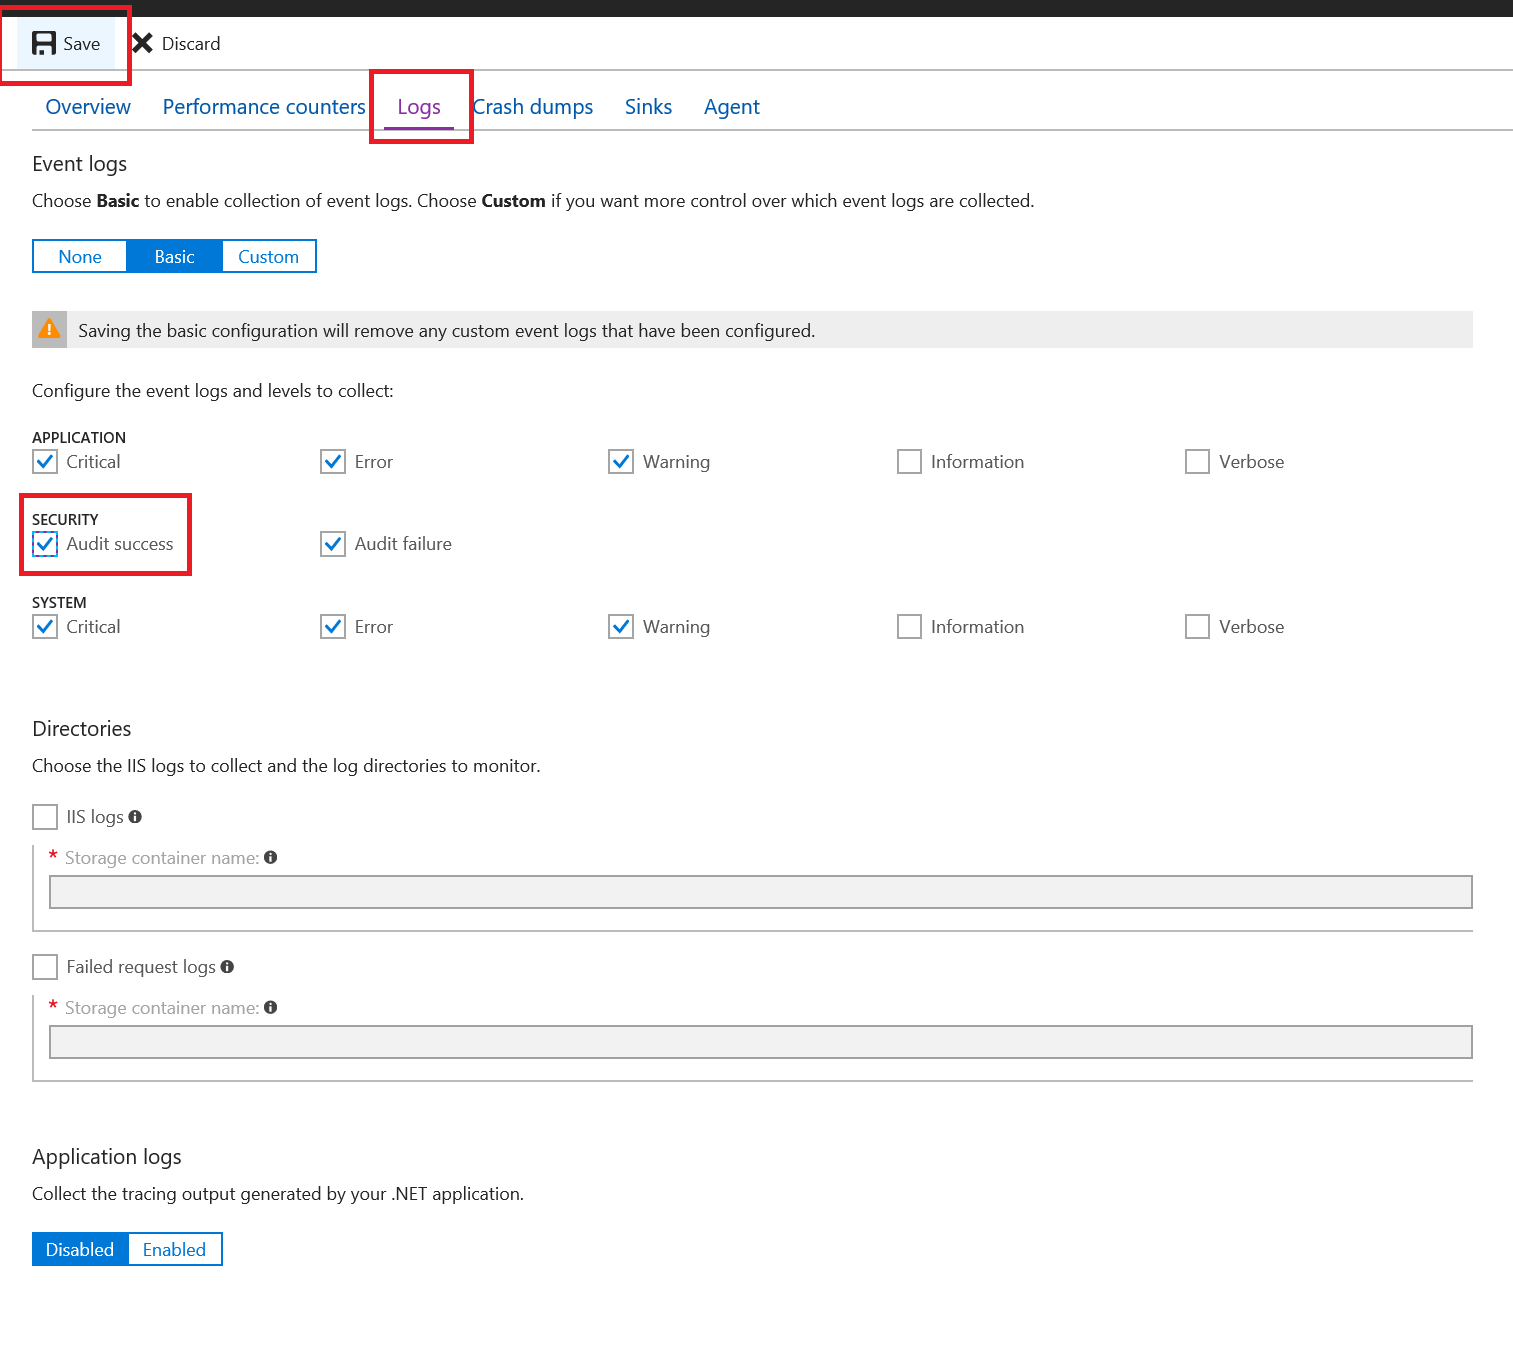 Save Discard
Overview Performance counters Logs Crash dumps Sinks Agent
Event logs
Choose Basic to enable collection of event logs. Choose Custom if you want more control over which event logs are collected.
None Basic Custom
Saving the basic configuration will remove any custom event logs that have been configured.
Configure the event logs and levels to collect:
APPLICATION
Critical Error Warning Information Verbose
SECURITY
Audit success Audit failure
SYSTEM
Critical Error Warning Information Verbose
Directories
Choose the IIS logs to collect and the log directories to monitor.
IIS logs
* Storage container name:
Failed request logs
* Storage container name:
Application logs
Collect the tracing output generated by your .NET application.
Disabled Enabled